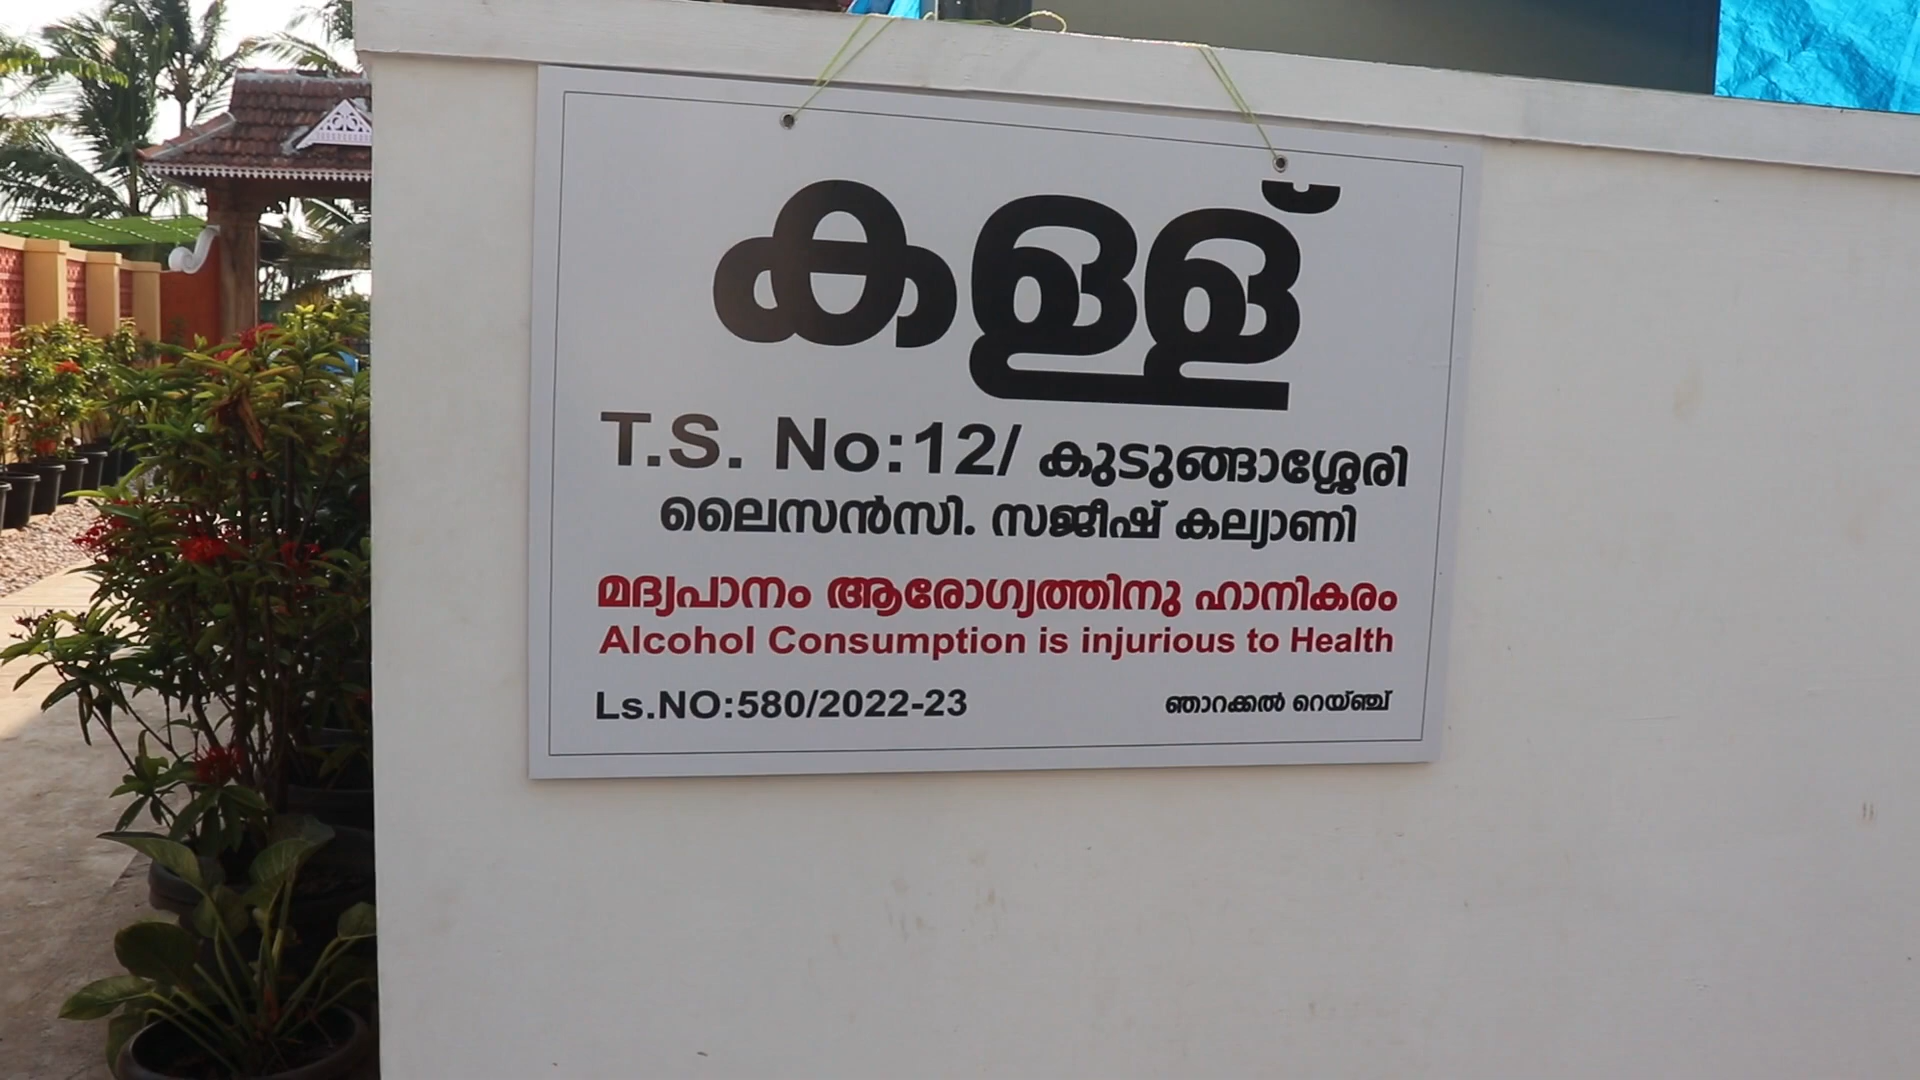 കള്ള്
T.S. No:12/ കുടുങ്ങാശ്ശേരി
ലൈസൻസി. സജീഷ് കല്യാണി
മദ്യപാനം ആരോഗ്യത്തിനു ഹാനികരം
Alcohol Consumption is injurious to Health
Ls.NO:580/2022-23 ഞാറക്കൽ റെയ്ഞ്ച്